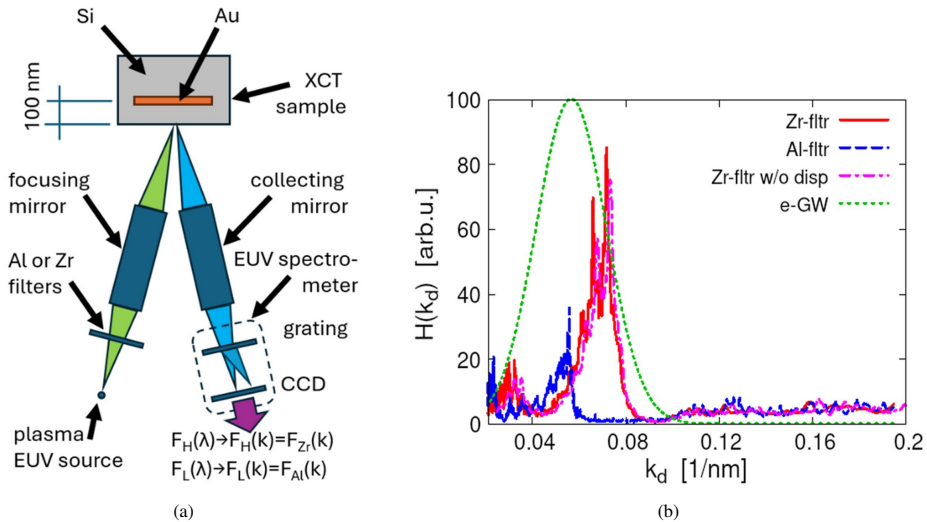 Si
Au
100 nm
XCT
sample
focusing
mirror
collecting
mirror
Al or Zr
filters
EUV spectro-
meter
grating
CCD
plasma
EUV source
F_H(λ)→F_H(k)=F_Zr(k)
F_L(λ)→F_L(k)=F_Al(k)
(a)
100
80
60
40
20
0
H(k_d) [arb.u.]
Zr-fltr
Al-fltr
Zr-fltr w/o disp
e-GW
0.04
0.08
0.12
0.16
0.2
k_d [1/nm]
(b)